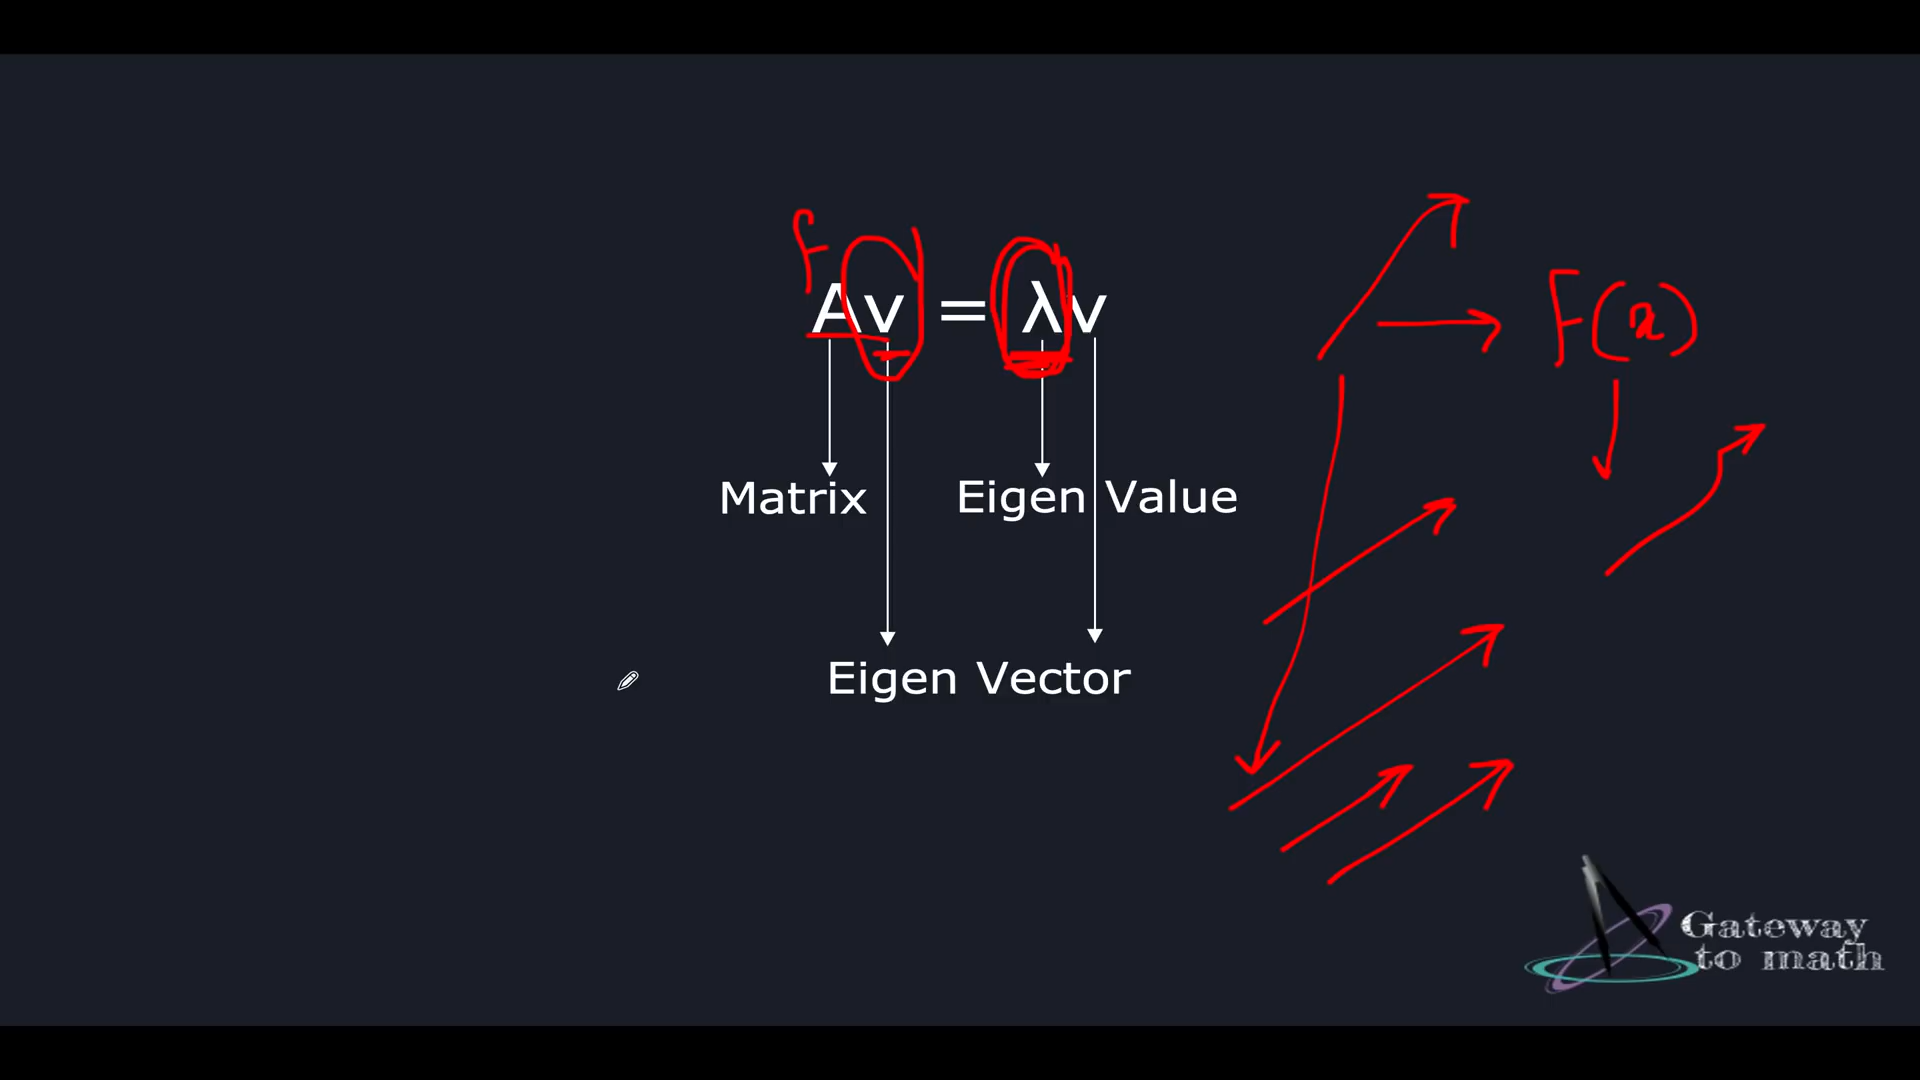 F
Av = λv
F(x)
Matrix
Eigen Value
Eigen Vector
Gateway
to math